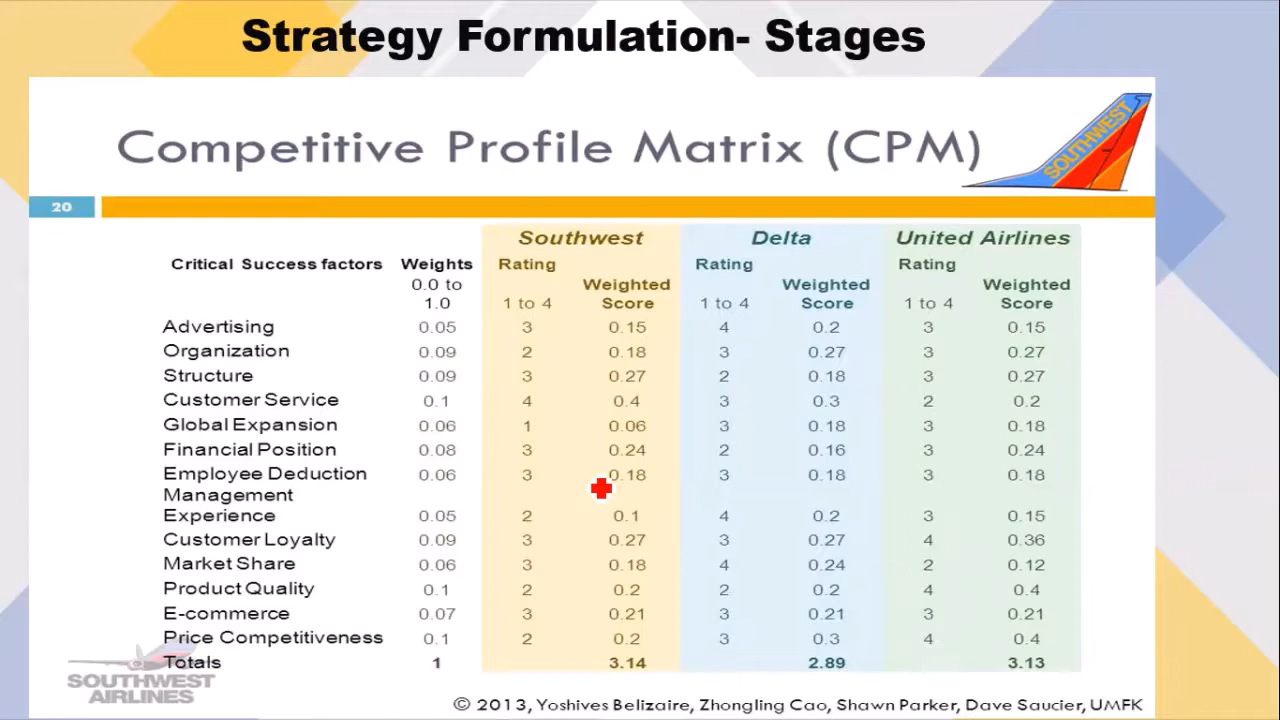 Strategy Formulation- Stages
Competitive Profile Matrix (CPM)
SOUTHWEST
20
Southwest Delta United Airlines
Critical Success factors Weights Rating Rating Rating
0.0 to Weighted Weighted Weighted
1.0 1 to 4 Score 1 to 4 Score 1 to 4 Score
Advertising 0.05 3 0.15 4 0.2 3 0.15
Organization 0.09 2 0.18 3 0.27 3 0.27
Structure 0.09 3 0.27 2 0.18 3 0.27
Customer Service 0.1 4 0.4 3 0.3 2 0.2
Global Expansion 0.06 1 0.06 3 0.18 3 0.18
Financial Position 0.08 3 0.24 2 0.16 3 0.24
Employee Deduction 0.06 3 0.18 3 0.18 3 0.18
Management
Experience 0.05 2 0.1 4 0.2 3 0.15
Customer Loyalty 0.09 3 0.27 3 0.27 4 0.36
Market Share 0.06 3 0.18 4 0.24 2 0.12
Product Quality 0.1 2 0.2 2 0.2 4 0.4
E-commerce 0.07 3 0.21 3 0.21 3 0.21
Price Competitiveness 0.1 2 0.2 3 0.3 4 0.4
Totals 1 3.14 2.89 3.13
SOUTHWEST
AIRLINES
© 2013, Yoshives Belizaire, Zhongling Cao, Shawn Parker, Dave Saucier, UMFK